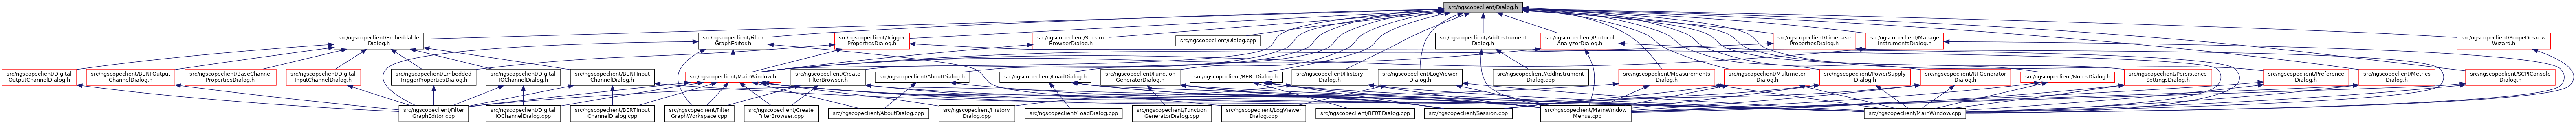 src/ngscopeclient/Dialog.h
src/ngscopeclient/Embeddable
Dialog.h
src/ngscopeclient/Filter
GraphEditor.h
src/ngscopeclient/Trigger
PropertiesDialog.h
src/ngscopeclient/Stream
BrowserDialog.h
src/ngscopeclient/Dialog.cpp
src/ngscopeclient/AddInstrument
Dialog.h
src/ngscopeclient/Protocol
AnalyzerDialog.h
src/ngscopeclient/Timebase
PropertiesDialog.h
src/ngscopeclient/Manage
InstrumentsDialog.h
src/ngscopeclient/ScopeDeskew
Wizard.h
src/ngscopeclient/Digital
OutputChannelDialog.h
src/ngscopeclient/BERTOutput
ChannelDialog.h
src/ngscopeclient/BaseChannel
PropertiesDialog.h
src/ngscopeclient/Digital
InputChannelDialog.h
src/ngscopeclient/Embedded
TriggerPropertiesDialog.h
src/ngscopeclient/Digital
IOChannelDialog.h
src/ngscopeclient/BERTInput
ChannelDialog.h
src/ngscopeclient/MainWindow.h
src/ngscopeclient/Create
FilterBrowser.h
src/ngscopeclient/AboutDialog.h
src/ngscopeclient/LoadDialog.h
src/ngscopeclient/Function
GeneratorDialog.h
src/ngscopeclient/BERTDialog.h
src/ngscopeclient/History
Dialog.h
src/ngscopeclient/LogViewer
Dialog.h
src/ngscopeclient/AddInstrument
Dialog.cpp
src/ngscopeclient/Measurements
Dialog.h
src/ngscopeclient/Multimeter
Dialog.h
src/ngscopeclient/PowerSupply
Dialog.h
src/ngscopeclient/RFGenerator
Dialog.h
src/ngscopeclient/NotesDialog.h
src/ngscopeclient/Persistence
SettingsDialog.h
src/ngscopeclient/Preference
Dialog.h
src/ngscopeclient/Metrics
Dialog.h
src/ngscopeclient/SCPIConsole
Dialog.h
src/ngscopeclient/Filter
GraphEditor.cpp
src/ngscopeclient/Digital
IOChannelDialog.cpp
src/ngscopeclient/BERTInput
ChannelDialog.cpp
src/ngscopeclient/Filter
GraphWorkspace.cpp
src/ngscopeclient/Create
FilterBrowser.cpp
src/ngscopeclient/AboutDialog.cpp
src/ngscopeclient/History
Dialog.cpp
src/ngscopeclient/LoadDialog.cpp
src/ngscopeclient/Function
GeneratorDialog.cpp
src/ngscopeclient/LogViewer
Dialog.cpp
src/ngscopeclient/BERTDialog.cpp
src/ngscopeclient/Session.cpp
src/ngscopeclient/MainWindow
_Menus.cpp
src/ngscopeclient/MainWindow.cpp